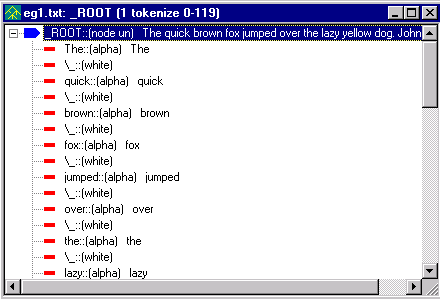 eg1.txt: _ROOT (1 tokenize 0-119)
_ROOT::(node un) The quick brown fox jumped over the lazy yellow dog. John
The::(alpha) The
\_::(white)
quick::(alpha) quick
\_::(white)
brown::(alpha) brown
\_::(white)
fox::(alpha) fox
\_::(white)
jumped::(alpha) jumped
\_::(white)
over::(alpha) over
\_::(white)
the::(alpha) the
\_::(white)
lazy::(alpha) lazy